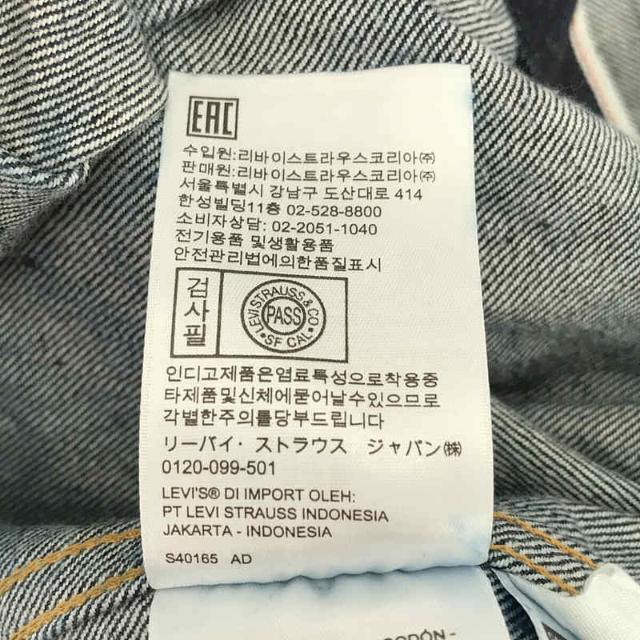 EAC
수입원:리바이스트라우스코리아㈜
판매원:리바이스트라우스코리아㈜
서울특별시 강남구 도산대로 414
한성빌딩11층 02-528-8800
소비자상담: 02-2051-1040
전기용품 및생활용품
안전관리법에의한품질표시
검사필
LEVI STRAUSS & CO
PASS
• SF CAL •
인디고제품은염료특성으로착용중
타제품및신체에묻어날수있으므로
각별한주의를당부드립니다
リーバイ・ストラウス ジャパン㈱
0120-099-501
LEVI'S® DI IMPORT OLEH:
PT LEVI STRAUSS INDONESIA
JAKARTA - INDONESIA
S40165 AD